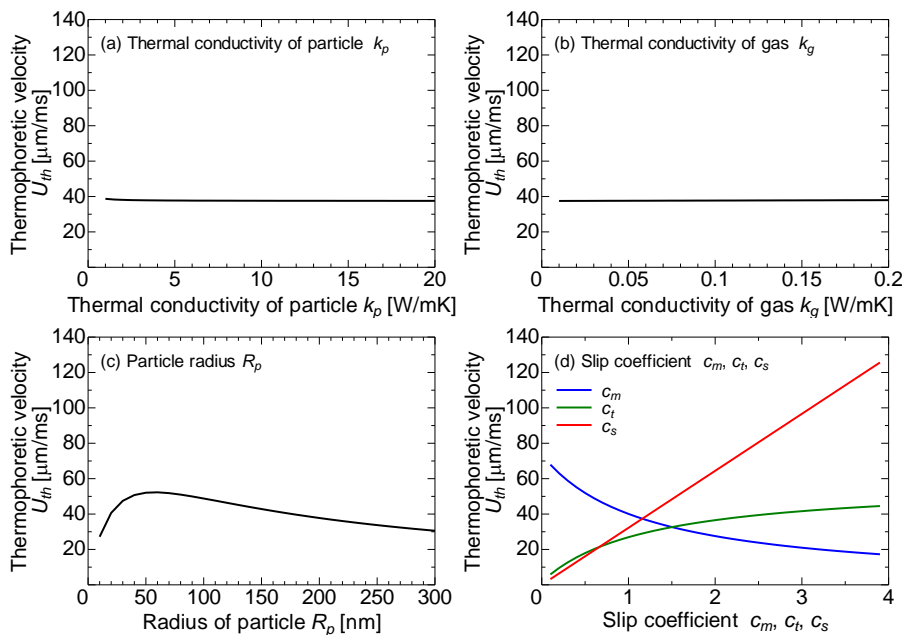 (a) Thermal conductivity of particle k_p
Thermophoretic velocity
U_th [μm/ms]
140
120
100
80
60
40
20
0
5
10
15
20
Thermal conductivity of particle k_p [W/mK]
(b) Thermal conductivity of gas k_g
Thermophoretic velocity
U_th [μm/ms]
140
120
100
80
60
40
20
0
0.05
0.1
0.15
0.2
Thermal conductivity of gas k_g [W/mK]
(c) Particle radius R_p
Thermophoretic velocity
U_th [μm/ms]
140
120
100
80
60
40
20
0
50
100
150
200
250
300
Radius of particle R_p [nm]
(d) Slip coefficient c_m, c_t, c_s
c_m
c_t
c_s
Thermophoretic velocity
U_th [μm/ms]
140
120
100
80
60
40
20
0
1
2
3
4
Slip coefficient c_m, c_t, c_s